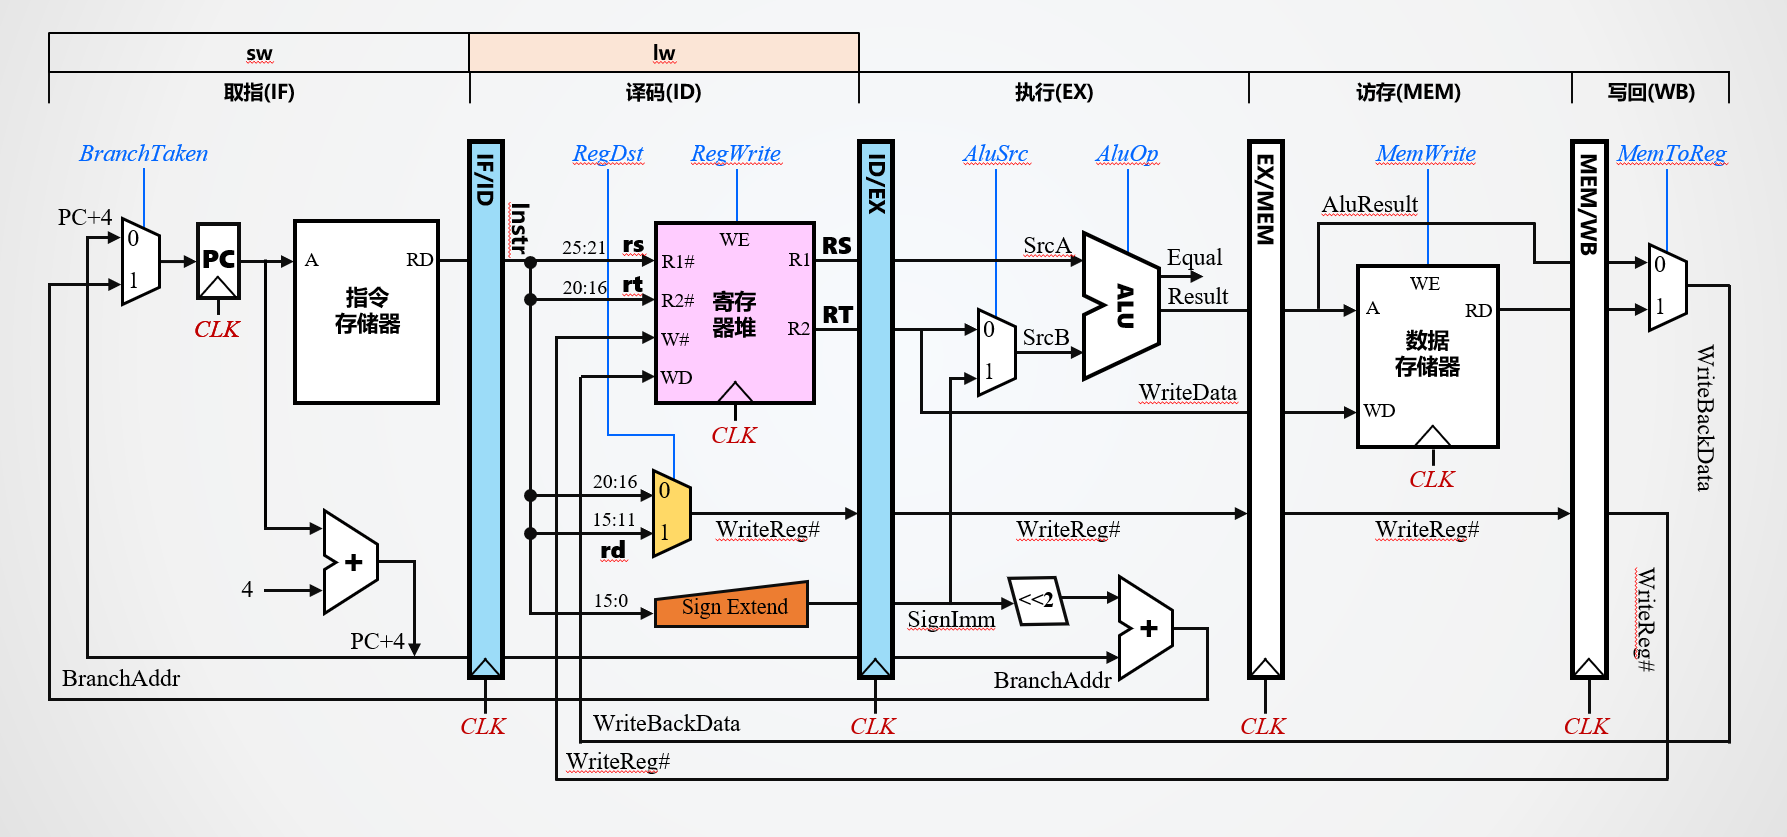 sw
lw
取指(IF)
译码(ID)
执行(EX)
访存(MEM)
写回(WB)
BranchTaken
RegDst
RegWrite
AluSrc
AluOp
MemWrite
MemToReg
IF/ID
ID/EX
EX/MEM
MEM/WB
PC+4
0
1
PC
CLK
A
RD
指令
存储器
Instr
25:21
rs
20:16
rt
WE
R1#
R2#
W#
WD
R1
R2
寄存
器堆
CLK
RS
RT
SrcA
0
1
SrcB
ALU
Equal
Result
WriteData
AluResult
WE
A
RD
数据
存储器
WD
CLK
0
1
WriteBackData
20:16
0
15:11
1
rd
WriteReg#
WriteReg#
WriteReg#
WriteReg#
4
+
PC+4
15:0
Sign Extend
SignImm
<<2
+
BranchAddr
BranchAddr
CLK
CLK
CLK
CLK
WriteBackData
WriteReg#